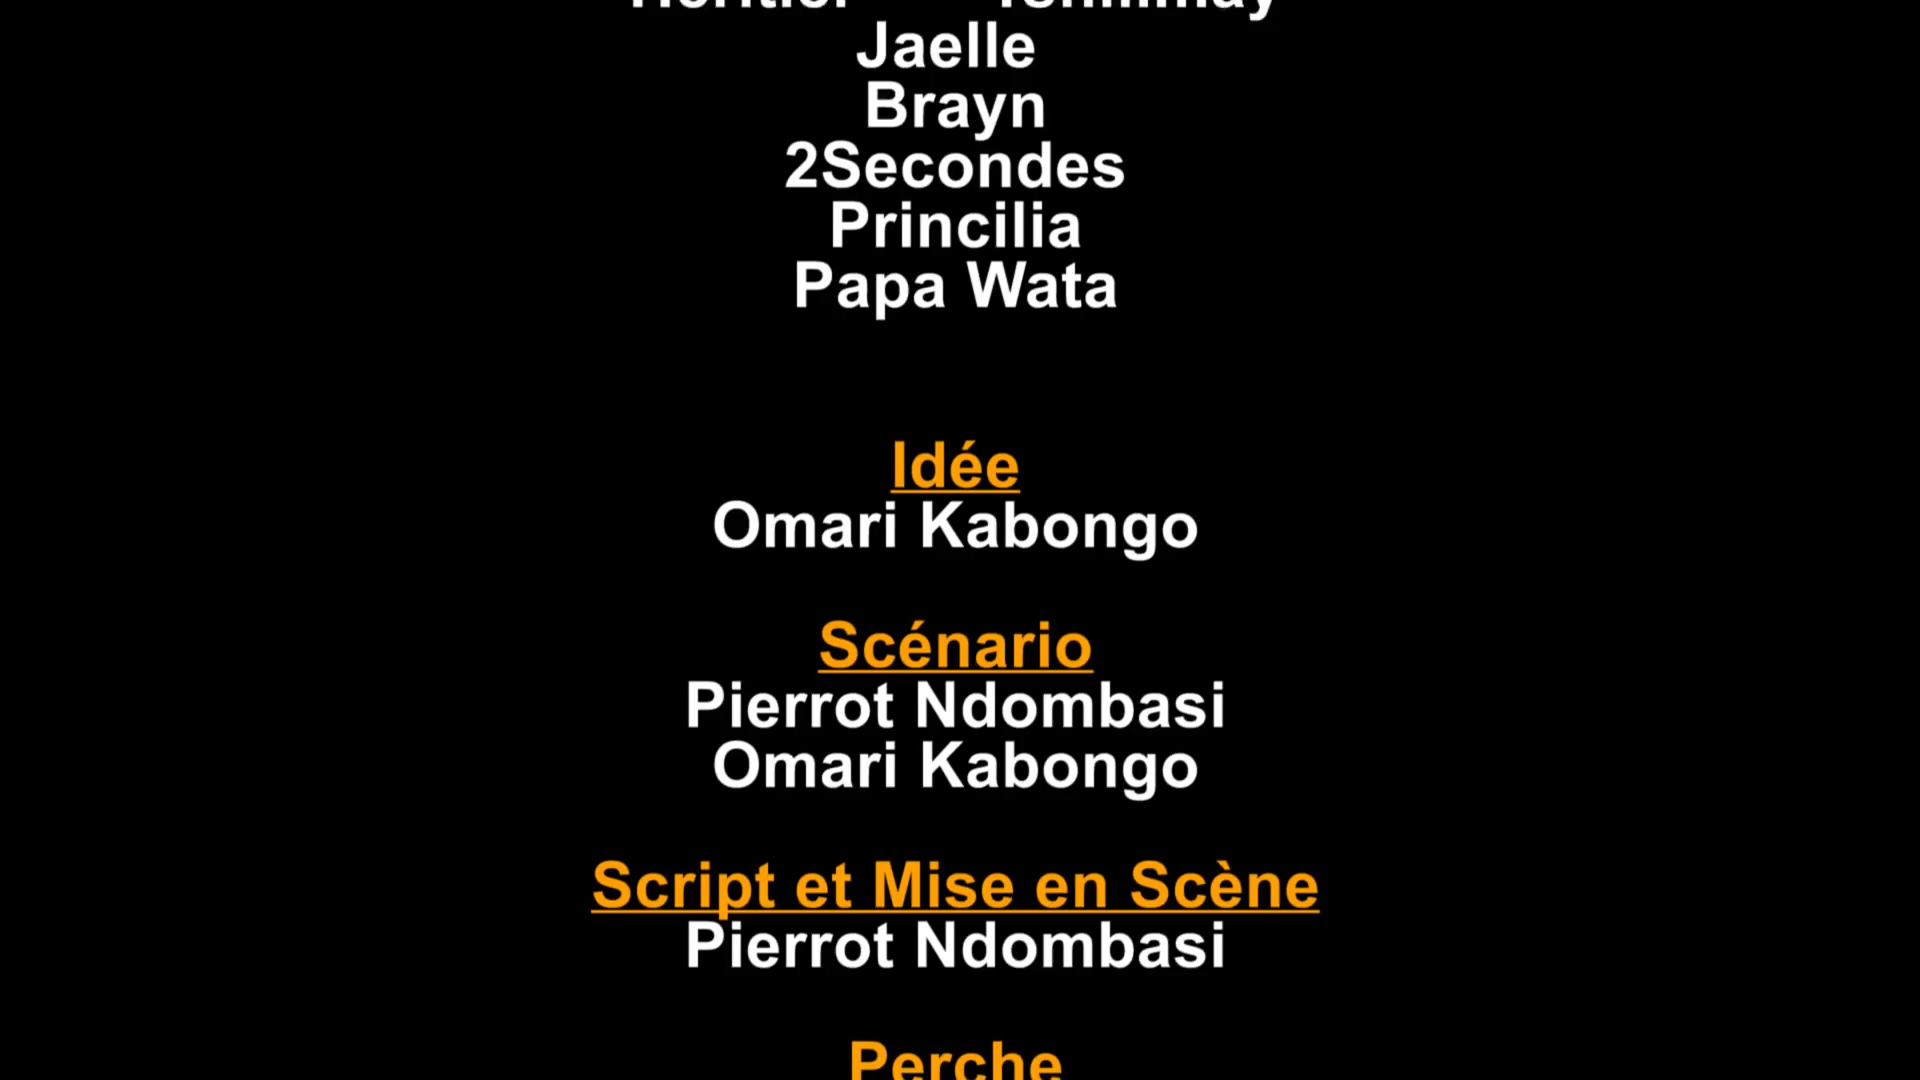 Jaelle
Brayn
2Secondes
Princilia
Papa Wata
Idée
Omari Kabongo
Scénario
Pierrot Ndombasi
Omari Kabongo
Script et Mise en Scène
Pierrot Ndombasi
Perche